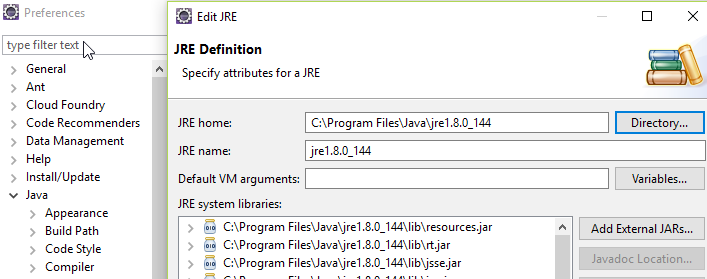 Preferences
type filter text
General
Ant
Cloud Foundry
Code Recommenders
Data Management
Help
Install/Update
Java
Appearance
Build Path
Code Style
Compiler
Edit JRE
JRE Definition
Specify attributes for a JRE
JRE home: C:\Program Files\Java\jre1.8.0_144 Directory...
JRE name: jre1.8.0_144
Default VM arguments: Variables...
JRE system libraries:
C:\Program Files\Java\jre1.8.0_144\lib\resources.jar
C:\Program Files\Java\jre1.8.0_144\lib\rt.jar
C:\Program Files\Java\jre1.8.0_144\lib\jsse.jar
Add External JARs...
Javadoc Location...